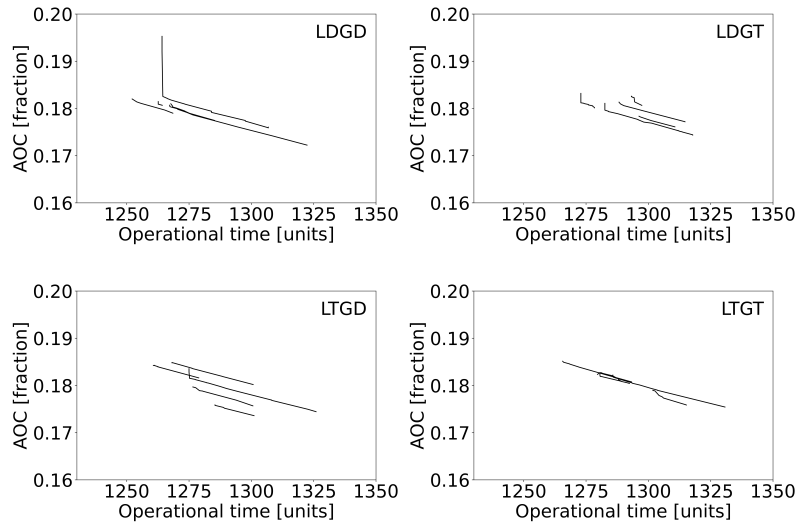 0.20
LDGD
0.19
0.18
0.17
0.16
AOC [fraction]
1250 1275 1300 1325 1350
Operational time [units]
0.20
LDGT
0.19
0.18
0.17
0.16
AOC [fraction]
1250 1275 1300 1325 1350
Operational time [units]
0.20
LTGD
0.19
0.18
0.17
0.16
AOC [fraction]
1250 1275 1300 1325 1350
Operational time [units]
0.20
LTGT
0.19
0.18
0.17
0.16
AOC [fraction]
1250 1275 1300 1325 1350
Operational time [units]